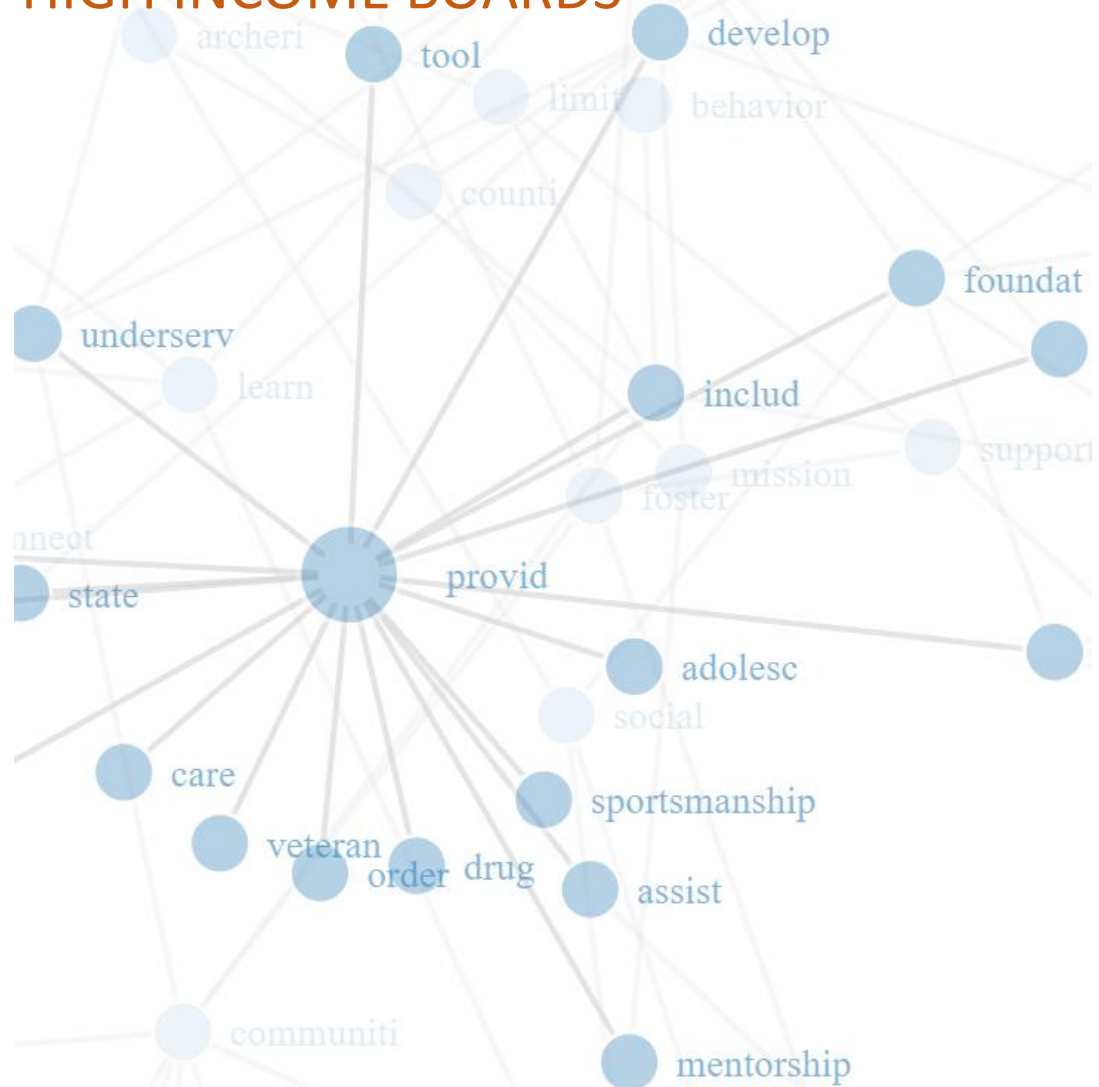 HIGH INCOME BOARDS
archeri
tool
develop
limit
behavior
counti
foundat
underserv
learn
includ
support
mission
foster
nnect
provid
state
adolesc
social
care
sportsmanship
veteran
order
drug
assist
communiti
mentorship